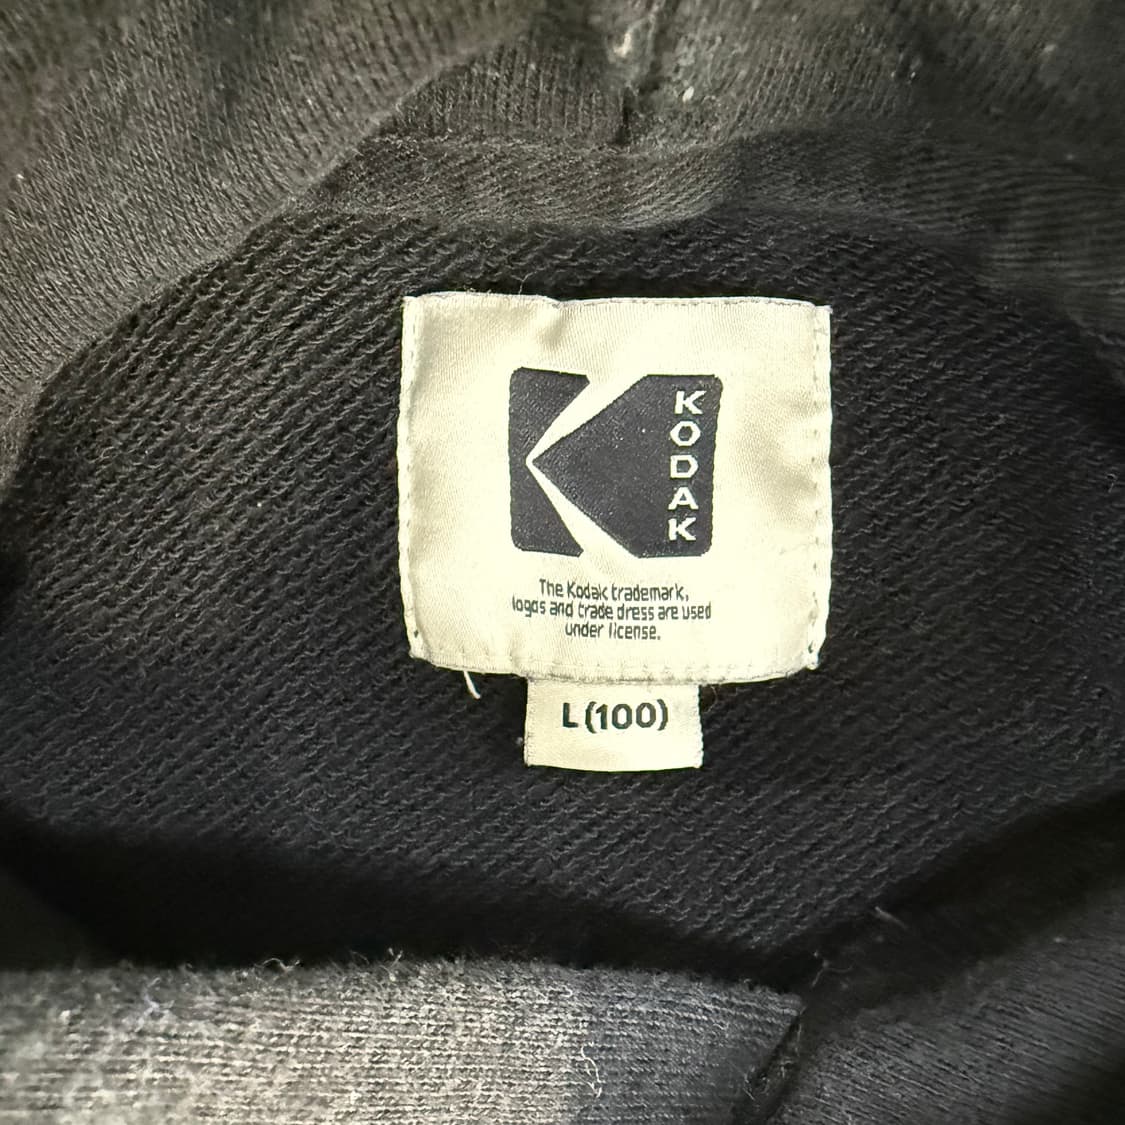 KODAK
The Kodak trademark,
logos and trade dress are used
under license.
L (100)